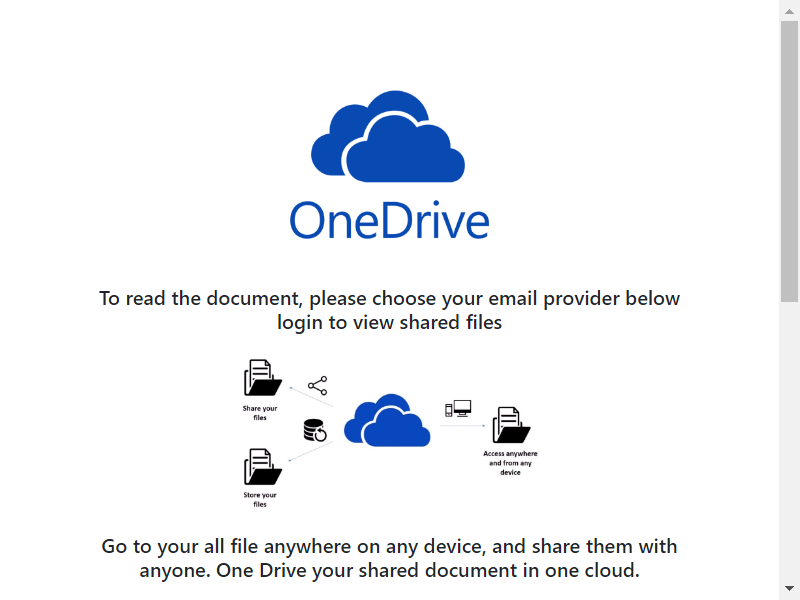 OneDrive
To read the document, please choose your email provider below
login to view shared files
Share your
files
Access anywhere
and from any
device
Store your
files
Go to your all file anywhere on any device, and share them with
anyone. One Drive your shared document in one cloud.